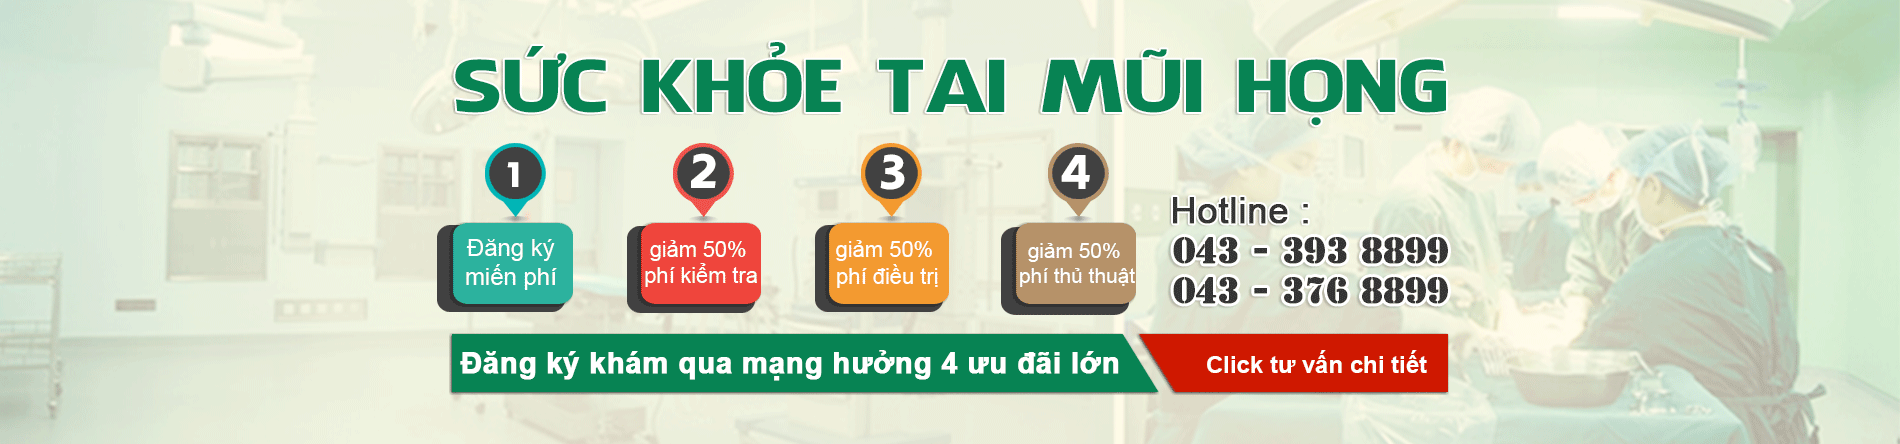 SỨC KHỎE TAI MŨI HỌNG
1
Đăng ký
miến phí
2
giảm 50%
phí kiểm tra
3
giảm 50%
phí điều trị
4
giảm 50%
phí thủ thuật
Hotline :
043 - 393 8899
043 - 376 8899
Đăng ký khám qua mạng hưởng 4 ưu đãi lớn
Click tư vấn chi tiết